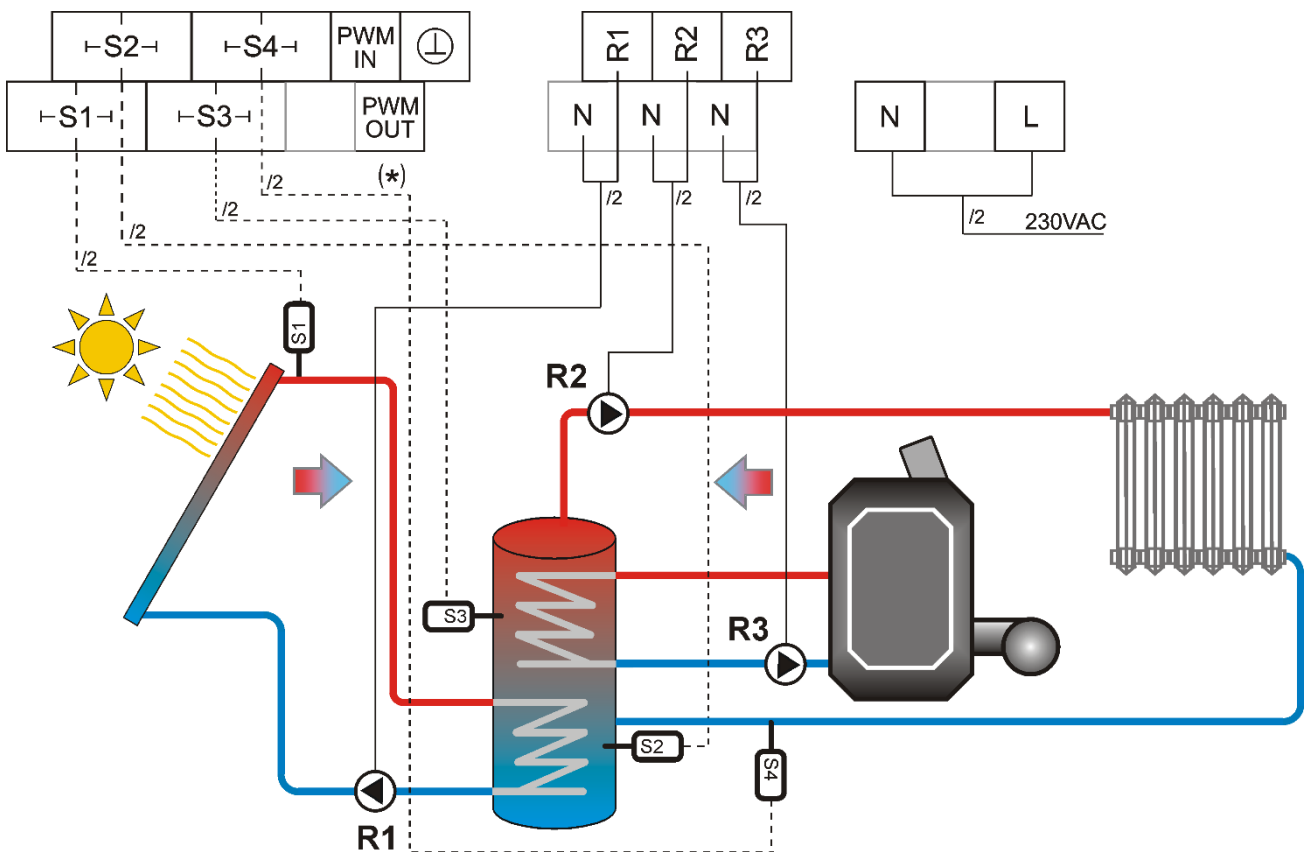 S2 S4 PWM IN
S1 S3 PWM OUT
R1 R2 R3
N N N
N L
(*)
/2 /2 /2 /2
/2 /2 /2
/2 230VAC
S1
R2
S3
R3
S2
S4
R1